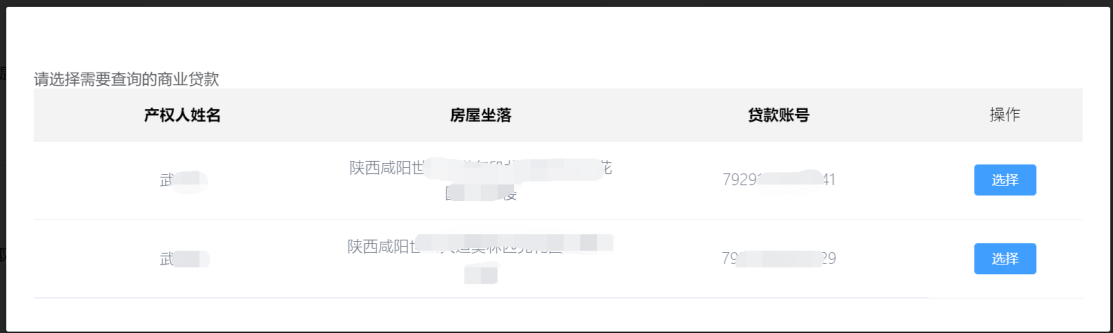 请选择需要查询的商业贷款
产权人姓名 房屋坐落 贷款账号 操作
武 陕西咸阳世 花 7929 41 选择
楼
武 陕西咸阳世 79 29 选择